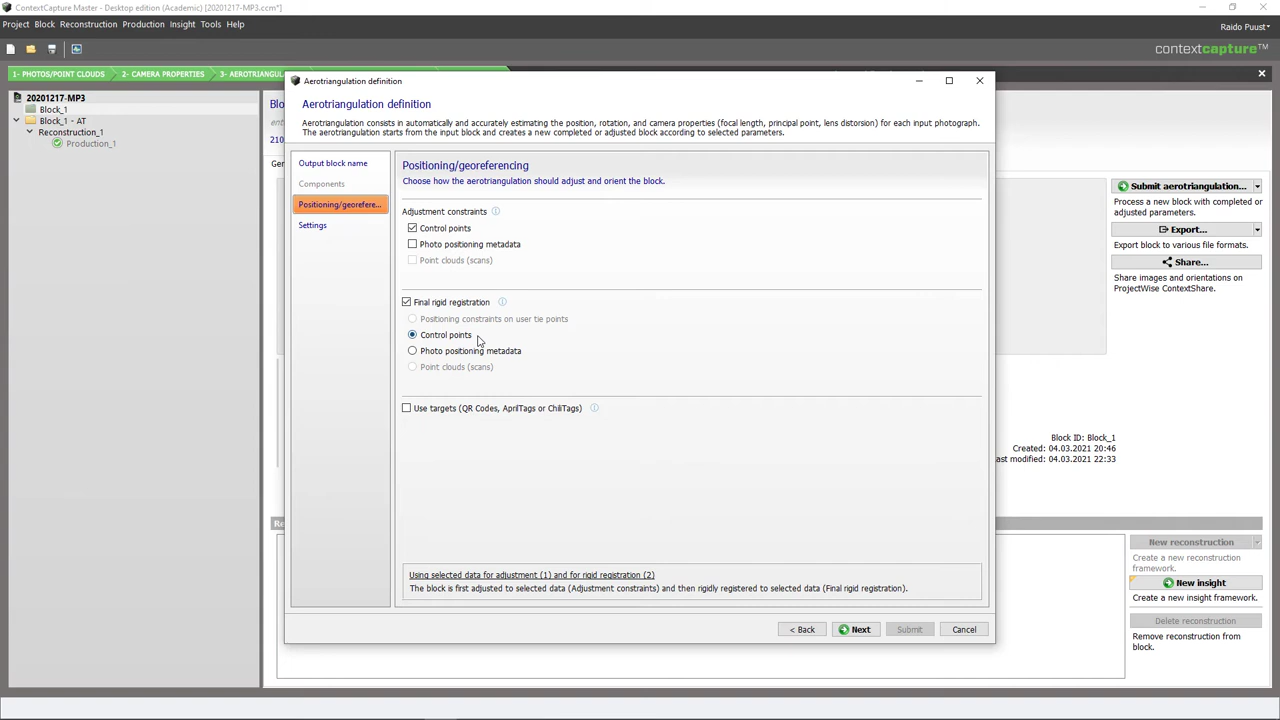 ContextCapture Master - Desktop edition (Academic) [20201217-MP3.ccm*]
Project Block Reconstruction Production Insight Tools Help
Raido Puust
contextcapture™
1- PHOTOS/POINT CLOUDS 2- CAMERA PROPERTIES 3- AEROTRIANGUL
20201217-MP3
Block_1
Block_1 - AT
Reconstruction_1
Production_1
Aerotriangulation definition
Aerotriangulation definition
Aerotriangulation consists in automatically and accurately estimating the position, rotation, and camera properties (focal length, principal point, lens distortion) for each input photograph.
The aerotriangulation starts from the input block and creates a new completed or adjusted block according to selected parameters.
Output block name
Components
Positioning/georefere...
Settings
Positioning/georeferencing
Choose how the aerotriangulation should adjust and orient the block.
Adjustment constraints
Control points
Photo positioning metadata
Point clouds (scans)
Final rigid registration
Positioning constraints on user tie points
Control points
Photo positioning metadata
Point clouds (scans)
Use targets (QR Codes, AprilTags or ChiliTags)
Using selected data for adjustment (1) and for rigid registration (2)
The block is first adjusted to selected data (Adjustment constraints) and then rigidly registered to selected data (Final rigid registration).
< Back Next Submit Cancel
Submit aerotriangulation...
Process a new block with completed or adjusted parameters.
Export...
Export block to various file formats.
Share...
Share images and orientations on
ProjectWise ContextShare.
Block ID: Block_1
Created: 04.03.2021 20:46
ast modified: 04.03.2021 22:33
New reconstruction
Create a new reconstruction
framework.
New insight
Create a new insight framework.
Delete reconstruction
Remove reconstruction from
block.